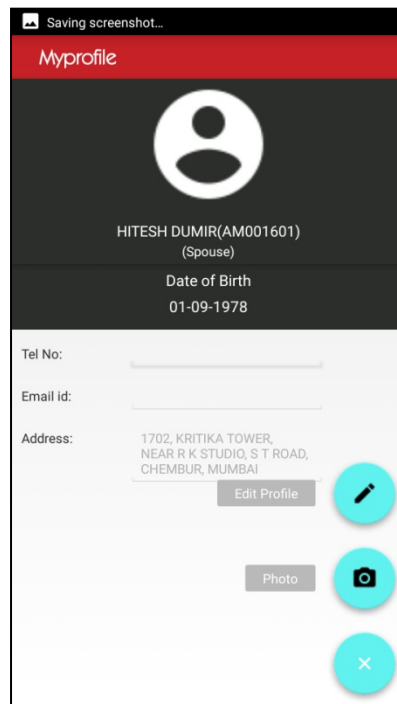 Saving screenshot...
Myprofile
HITESH DUMIR(AM001601)
(Spouse)
Date of Birth
01-09-1978
Tel No:
Email id:
Address:
1702, KRITIKA TOWER,
NEAR R K STUDIO, S T ROAD,
CHEMBUR, MUMBAI
Edit Profile
Photo